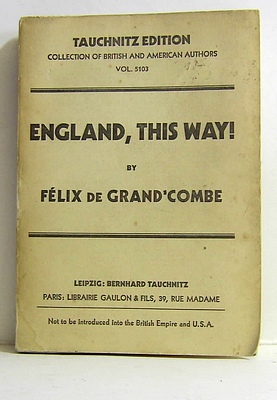 TAUCHNITZ EDITION
COLLECTION OF BRITISH AND AMERICAN AUTHORS
VOL. 5103
ENGLAND, THIS WAY!
BY
FÉLIX DE GRAND'COMBE
LEIPZIG: BERNHARD TAUCHNITZ
PARIS: LIBRAIRIE GAULON & FILS, 39, RUE MADAME
Not to be introduced into the British Empire and U.S.A.